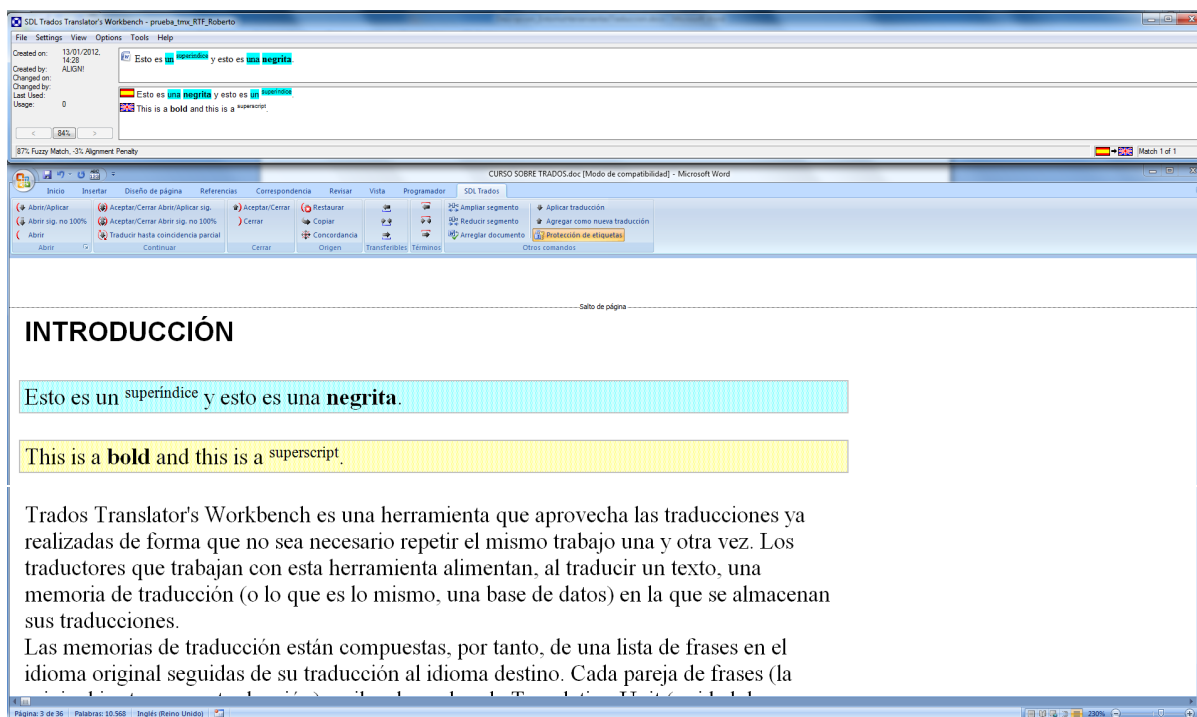 SDL Trados Translator's Workbench - prueba_tmx_RTF_Roberto
File Settings View Options Tools Help
Created on: 13/01/2012, 14:28
Created by: ALIGN!
Changed on:
Changed by:
Last Used:
Usage: 0
Esto es un superíndice y esto es una negrita.
Esto es una negrita y esto es un superíndice.
This is a bold and this is a superscript.
< 84% >
87% Fuzzy Match, -3% Alignment Penalty
Match 1 of 1
CURSO SOBRE TRADOS.doc [Modo de compatibilidad] - Microsoft Word
Inicio Insertar Diseño de página Referencias Correspondencia Revisar Vista Programador SDL Trados
Abrir/Aplicar Aceptar/Cerrar Abrir/Aplicar sig. Aceptar/Cerrar Restaurar Ampliar segmento Aplicar traducción
Abrir sig. no 100% Aceptar/Cerrar Abrir sig. no 100% Cerrar Copiar Reducir segmento Agregar como nueva traducción
Abrir Traducir hasta coincidencia parcial Concordancia Arreglar documento Protección de etiquetas
Abrir Continuar Cerrar Origen Transferibles Términos Otros comandos
Salto de página
INTRODUCCIÓN
Esto es un superíndice y esto es una negrita.
This is a bold and this is a superscript.
Trados Translator's Workbench es una herramienta que aprovecha las traducciones ya
realizadas de forma que no sea necesario repetir el mismo trabajo una y otra vez. Los
traductores que trabajan con esta herramienta alimentan, al traducir un texto, una
memoria de traducción (o lo que es lo mismo, una base de datos) en la que se almacenan
sus traducciones.
Las memorias de traducción están compuestas, por tanto, de una lista de frases en el
idioma original seguidas de su traducción al idioma destino. Cada pareja de frases (la
Página: 3 de 36 Palabras: 10.568 Inglés (Reino Unido) 230%